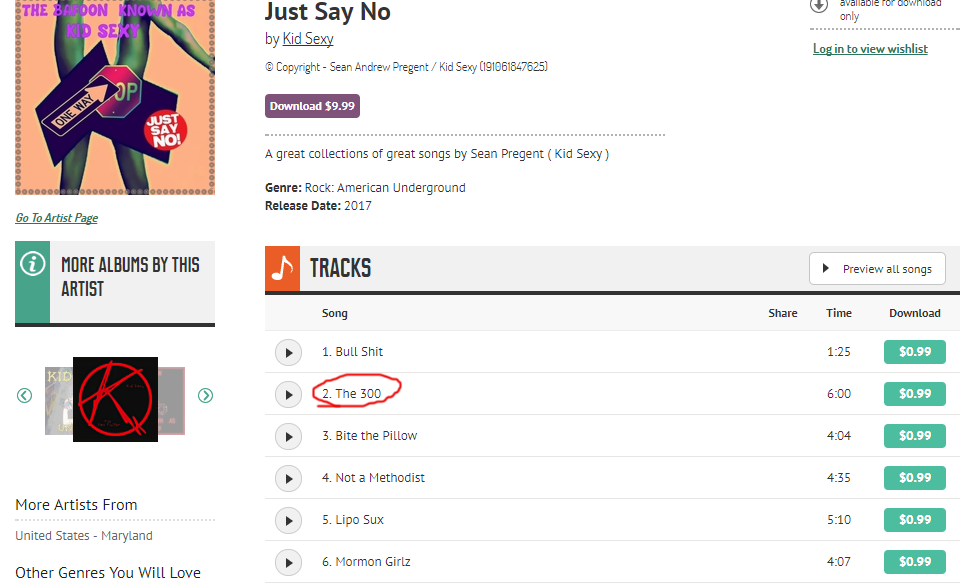 THE BAFOON KNOWN AS
KID SEXY
ONE WAY
OP
JUST
SAY
NO!
Go To Artist Page
MORE ALBUMS BY THIS
ARTIST
KID
More Artists From
United States - Maryland
Other Genres You Will Love
Just Say No
by Kid Sexy
© Copyright - Sean Andrew Pregent / Kid Sexy (191061847625)
Download $9.99
A great collections of great songs by Sean Pregent ( Kid Sexy )
Genre: Rock: American Underground
Release Date: 2017
available for download
only
Log in to view wishlist
TRACKS
Preview all songs
Song Share Time Download
1. Bull Shit 1:25 $0.99
2. The 300 6:00 $0.99
3. Bite the Pillow 4:04 $0.99
4. Not a Methodist 4:35 $0.99
5. Lipo Sux 5:10 $0.99
6. Mormon Girlz 4:07 $0.99